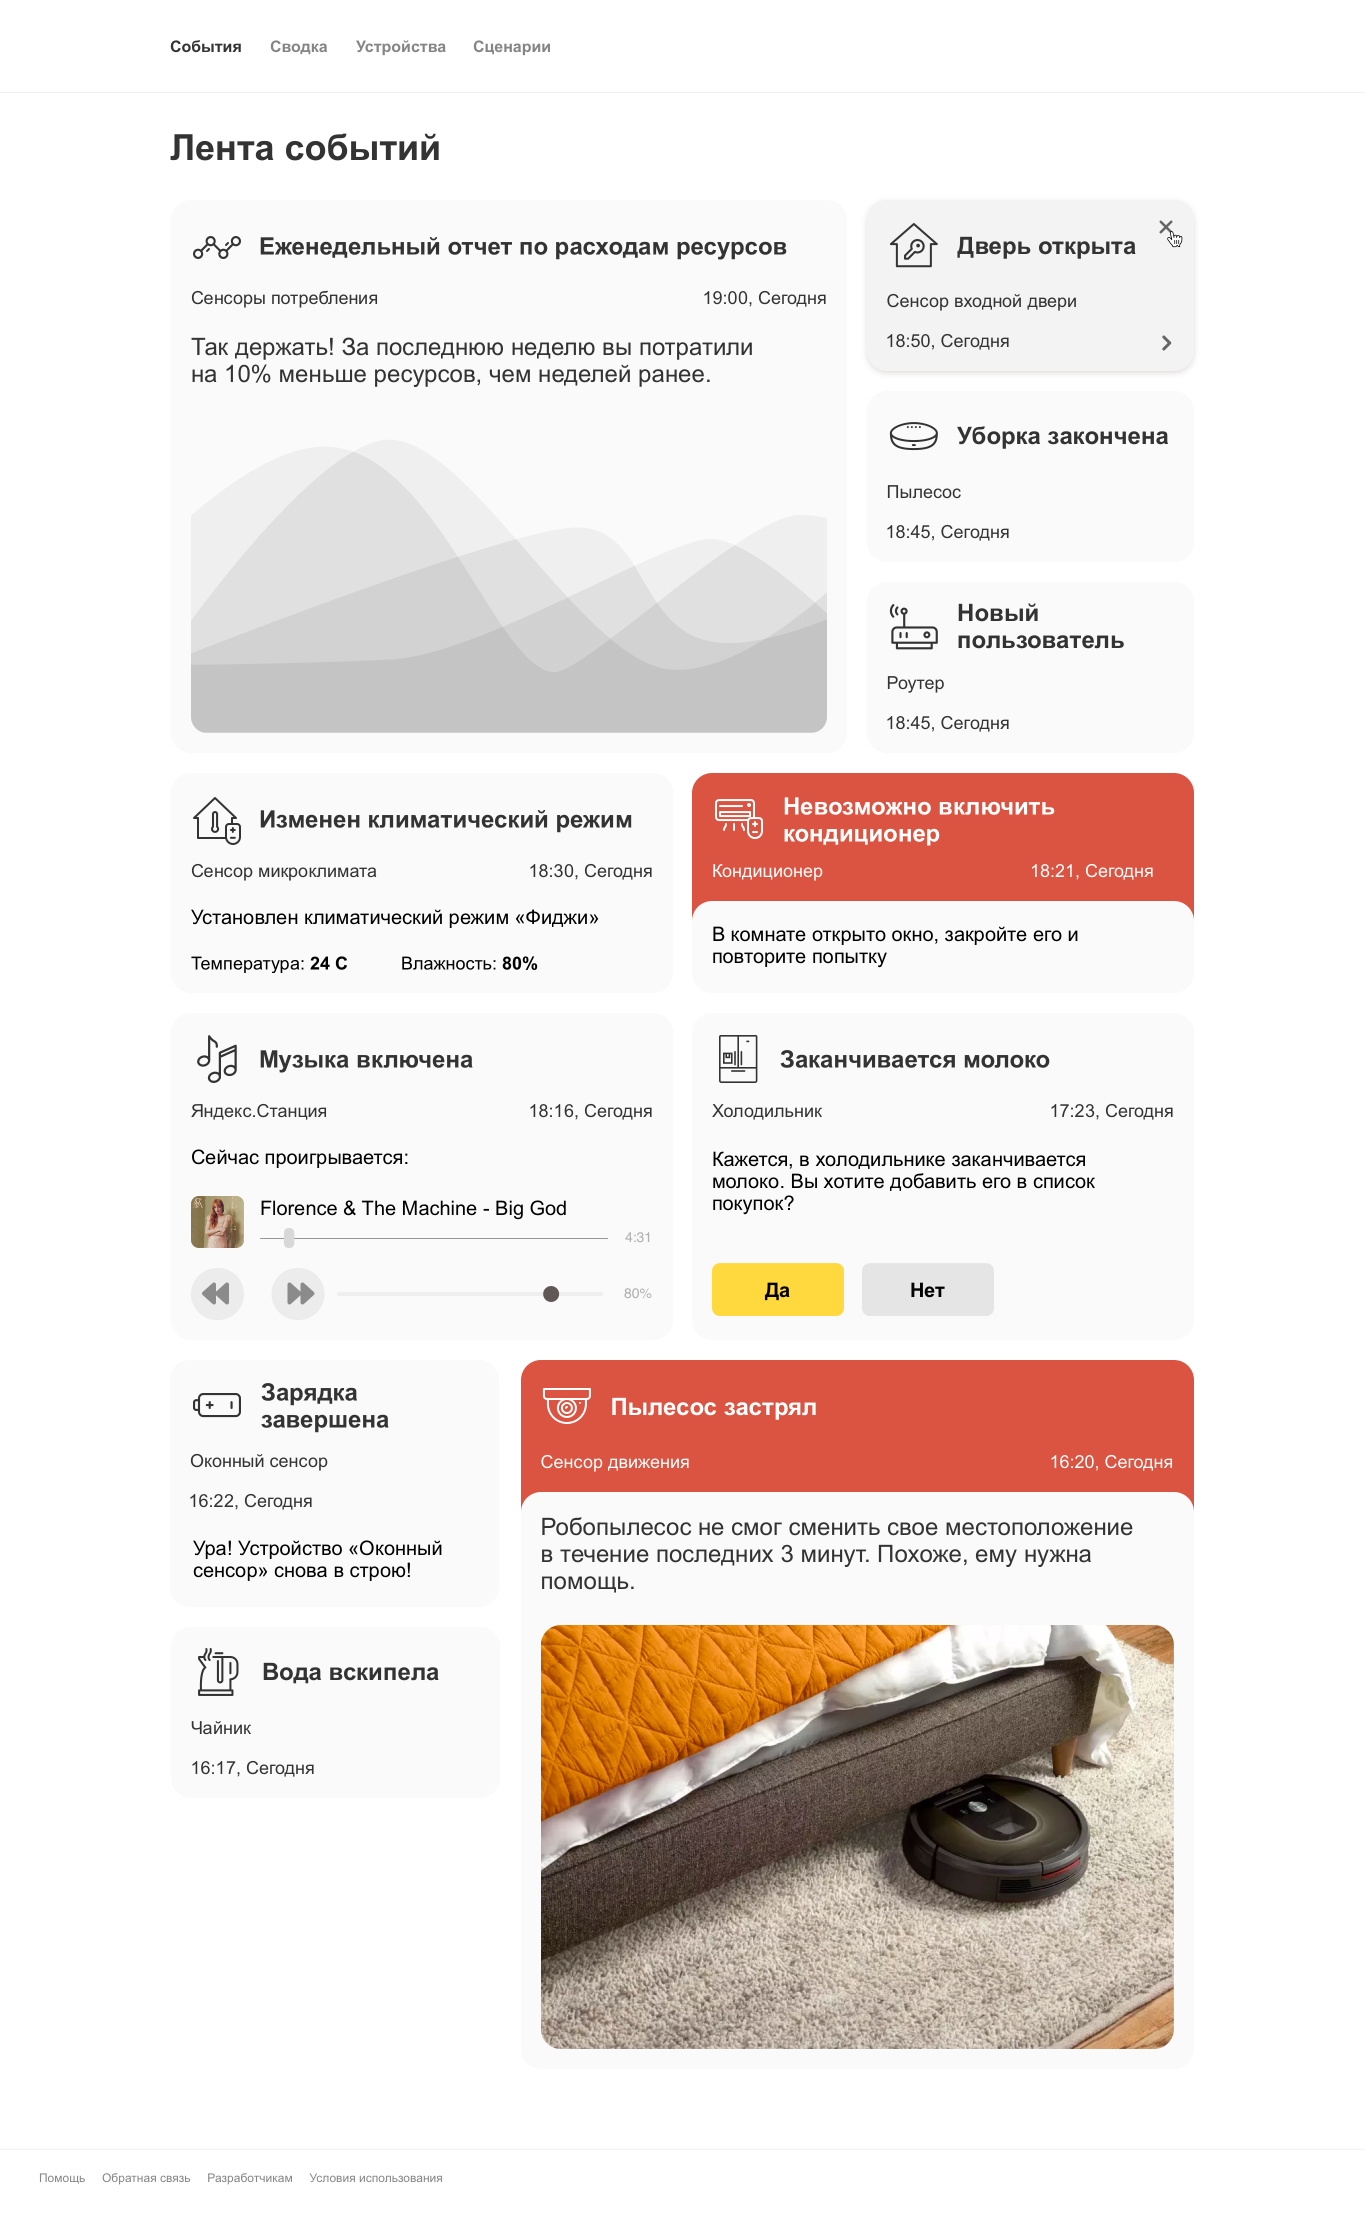 События Сводка Устройства Сценарии
Лента событий
Еженедельный отчет по расходам ресурсов
Сенсоры потребления 19:00, Сегодня
Так держать! За последнюю неделю вы потратили
на 10% меньше ресурсов, чем неделей ранее.
Дверь открыта
Сенсор входной двери
18:50, Сегодня
Уборка закончена
Пылесос
18:45, Сегодня
Новый
пользователь
Роутер
18:45, Сегодня
Изменен климатический режим
Сенсор микроклимата 18:30, Сегодня
Установлен климатический режим «Фиджи»
Температура: 24 C Влажность: 80%
Невозможно включить
кондиционер
Кондиционер 18:21, Сегодня
В комнате открыто окно, закройте его и
повторите попытку
Музыка включена
Яндекс.Станция 18:16, Сегодня
Сейчас проигрывается:
Florence & The Machine - Big God
4:31
80%
Заканчивается молоко
Холодильник 17:23, Сегодня
Кажется, в холодильнике заканчивается
молоко. Вы хотите добавить его в список
покупок?
Да Нет
Зарядка
завершена
Оконный сенсор
16:22, Сегодня
Ура! Устройство «Оконный
сенсор» снова в строю!
Пылесос застрял
Сенсор движения 16:20, Сегодня
Робопылесос не смог сменить свое местоположение
в течение последних 3 минут. Похоже, ему нужна
помощь.
Вода вскипела
Чайник
16:17, Сегодня
Помощь Обратная связь Разработчикам Условия использования